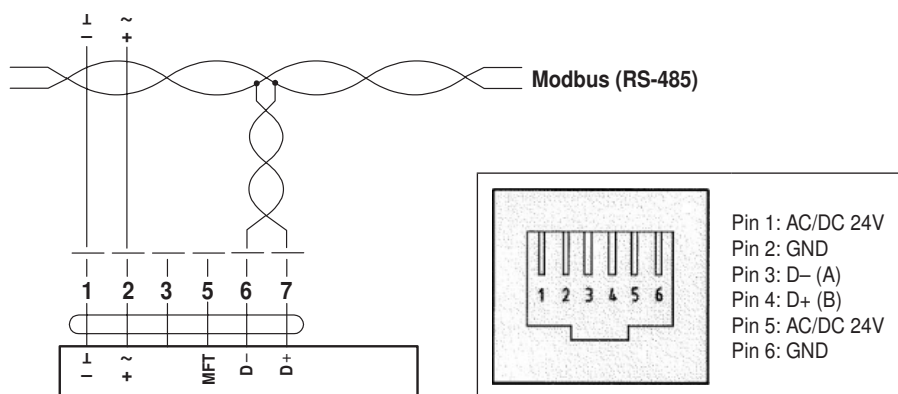 ⊥ ~
– +
Modbus (RS-485)
1 2 3 5 6 7
⊥ ~
– + MFT D– D+
1 2 3 4 5 6
Pin 1: AC/DC 24V
Pin 2: GND
Pin 3: D– (A)
Pin 4: D+ (B)
Pin 5: AC/DC 24V
Pin 6: GND